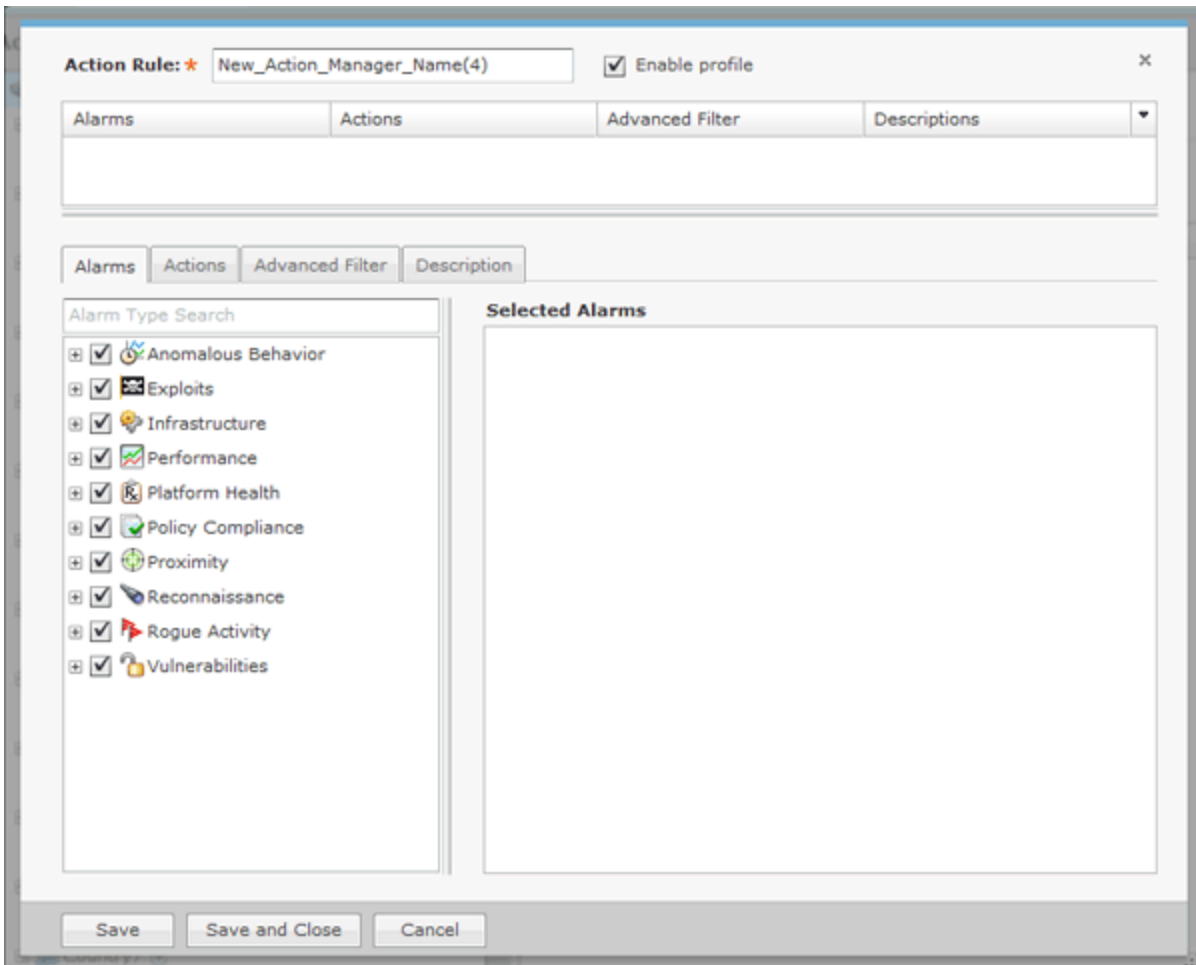 Action Rule: * New_Action_Manager_Name(4) Enable profile
Alarms Actions Advanced Filter Descriptions
Alarms Actions Advanced Filter Description
Alarm Type Search
Selected Alarms
Anomalous Behavior
Exploits
Infrastructure
Performance
Platform Health
Policy Compliance
Proximity
Reconnaissance
Rogue Activity
Vulnerabilities
Save Save and Close Cancel